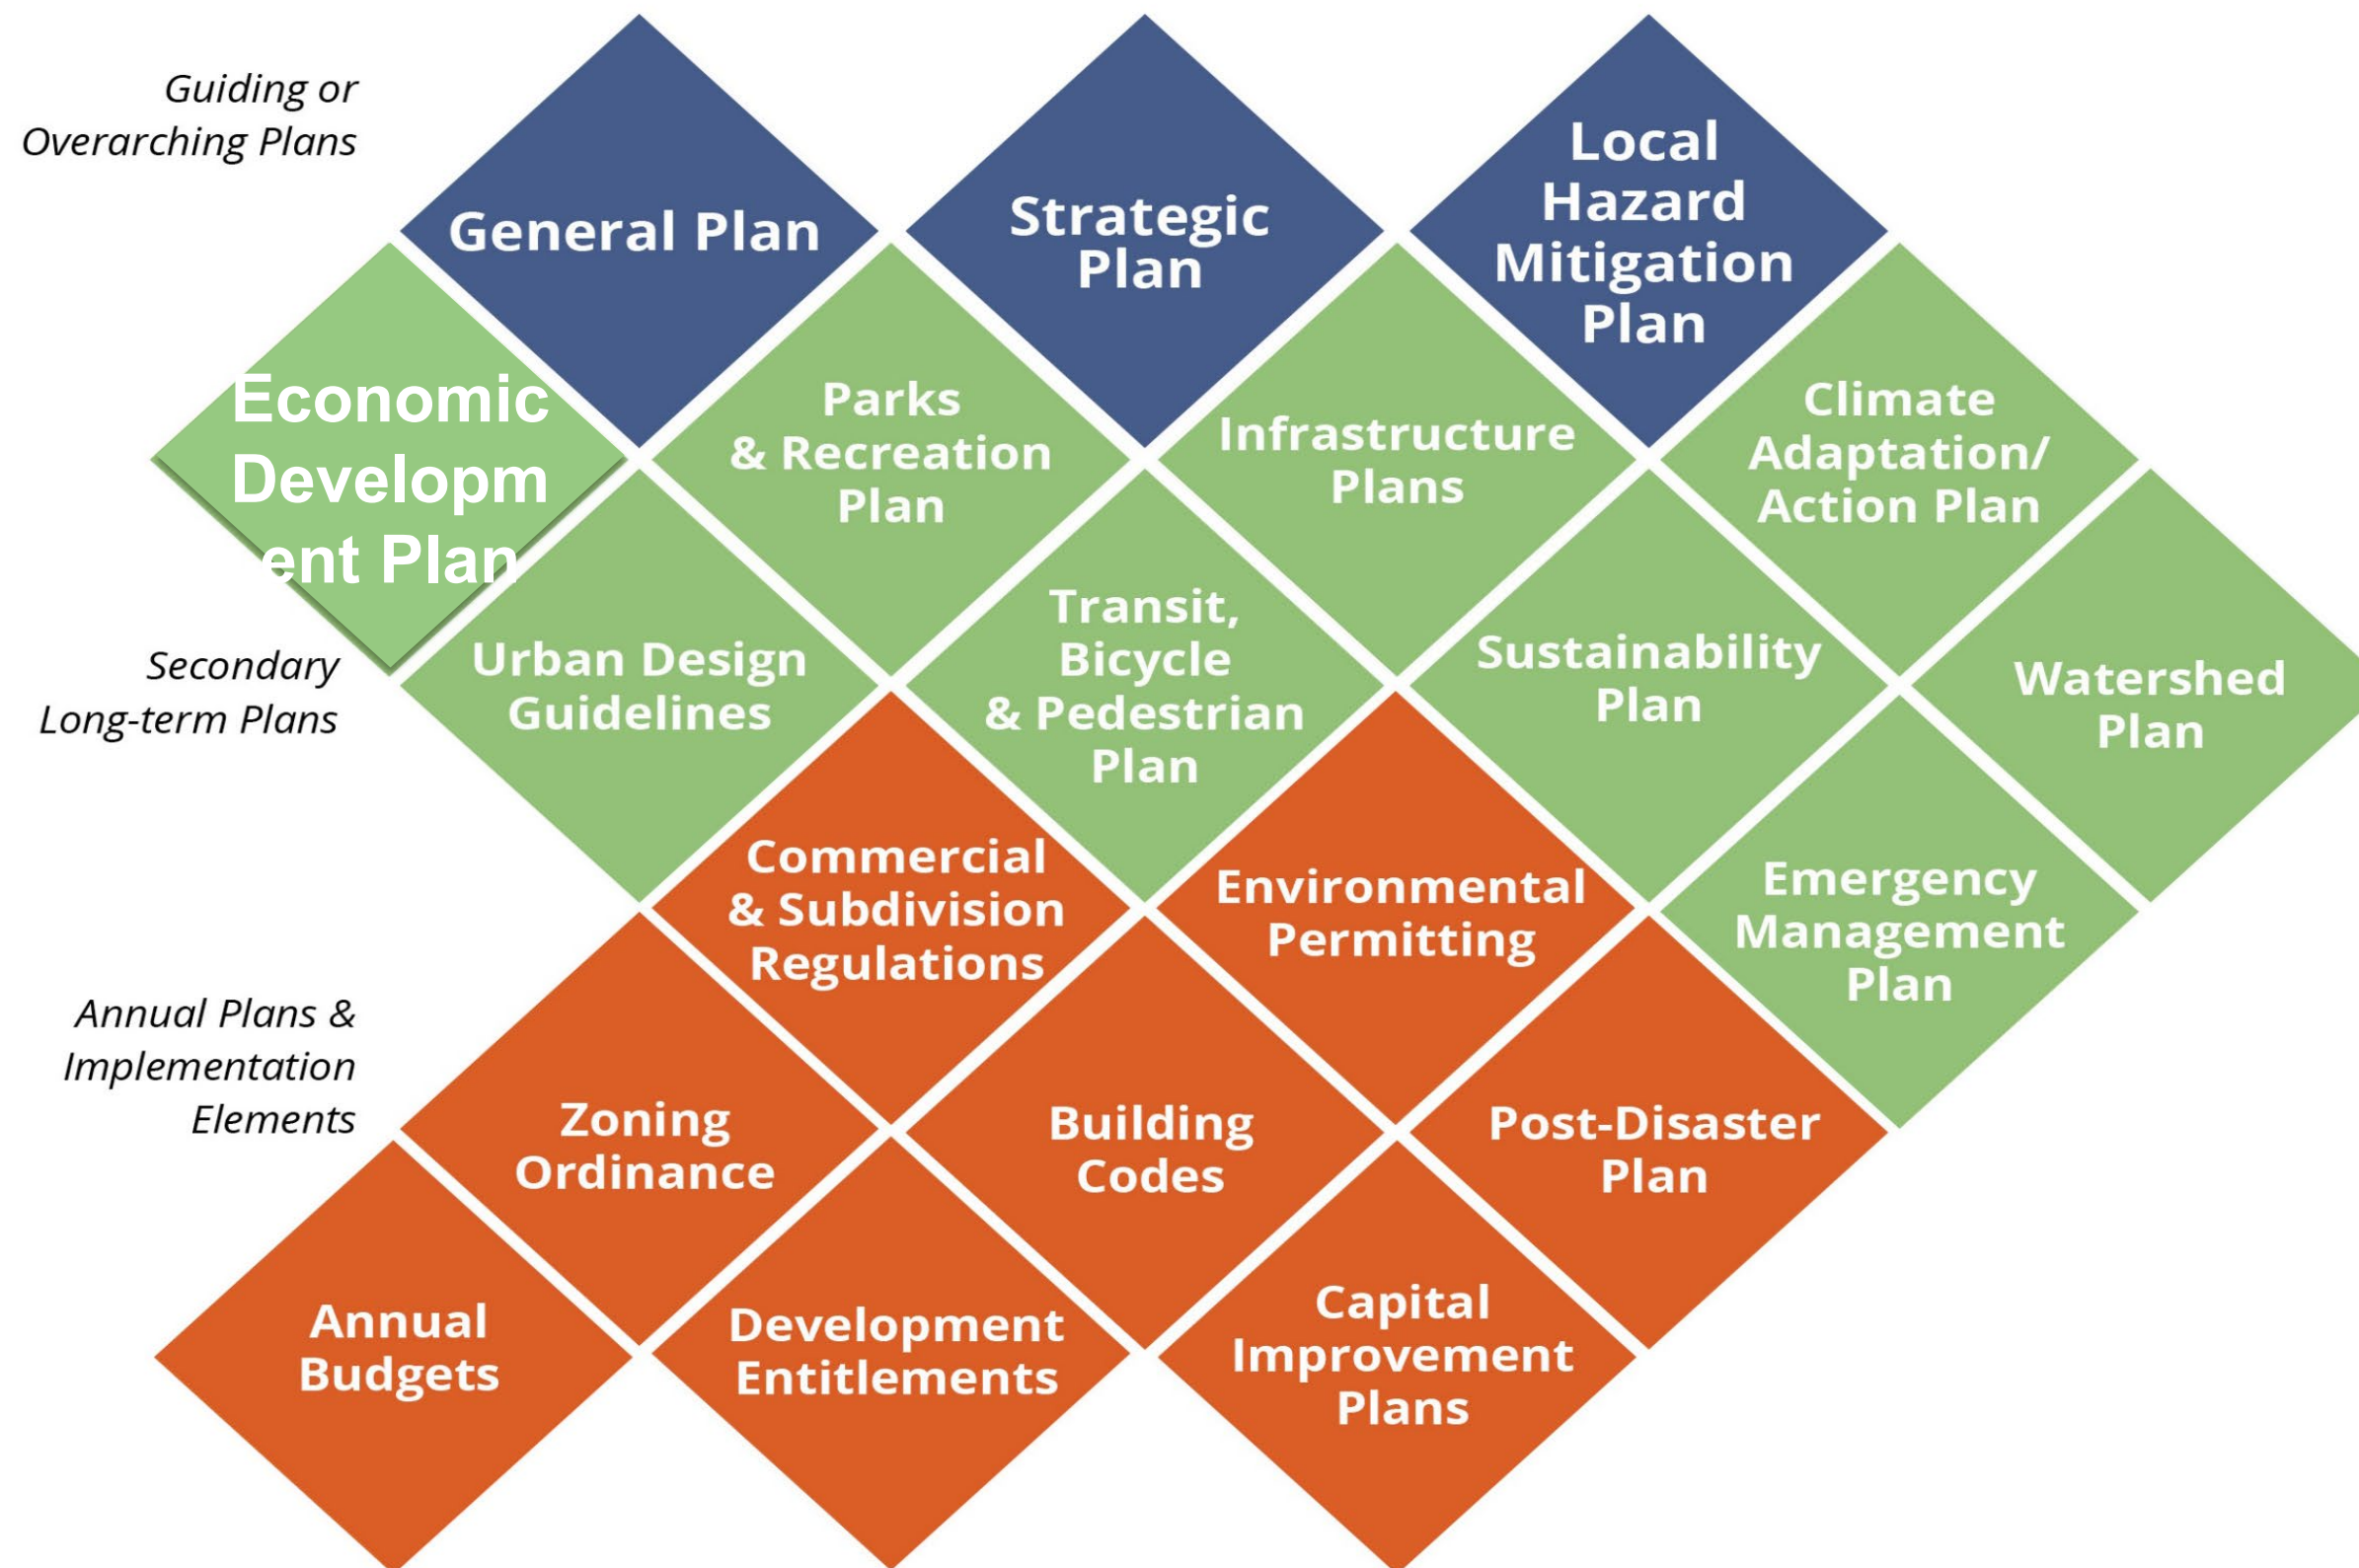 Guiding or
Overarching Plans
General Plan
Strategic
Plan
Local
Hazard
Mitigation
Plan
Economic
Developm
ent Plan
Parks
& Recreation
Plan
Infrastructure
Plans
Climate
Adaptation/
Action Plan
Secondary
Long-term Plans
Urban Design
Guidelines
Transit,
Bicycle
& Pedestrian
Plan
Sustainability
Plan
Watershed
Plan
Commercial
& Subdivision
Regulations
Environmental
Permitting
Emergency
Management
Plan
Annual Plans &
Implementation
Elements
Zoning
Ordinance
Building
Codes
Post-Disaster
Plan
Annual
Budgets
Development
Entitlements
Capital
Improvement
Plans